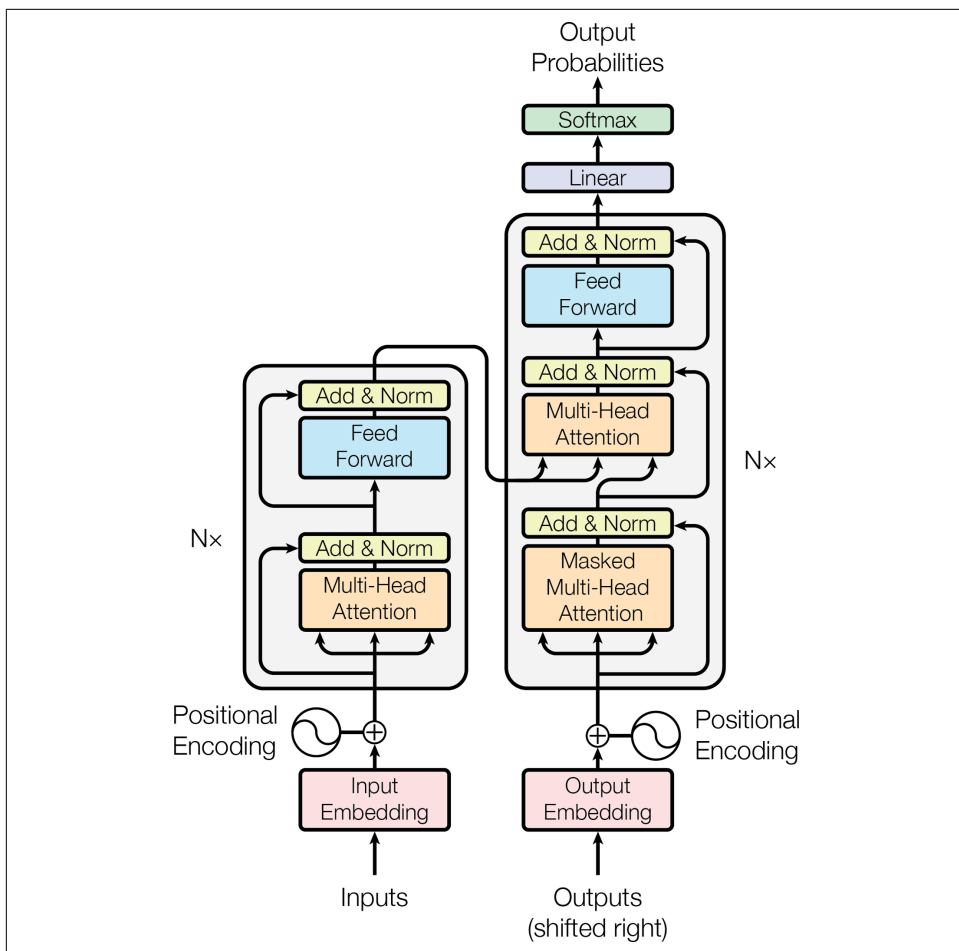 Output
Probabilities
Softmax
Linear
Add & Norm
Feed
Forward
Add & Norm
Multi-Head
Attention
Add & Norm
Masked
Multi-Head
Attention
N×
Add & Norm
Feed
Forward
Add & Norm
Multi-Head
Attention
N×
Positional
Encoding
Positional
Encoding
Input
Embedding
Output
Embedding
Inputs
Outputs
(shifted right)